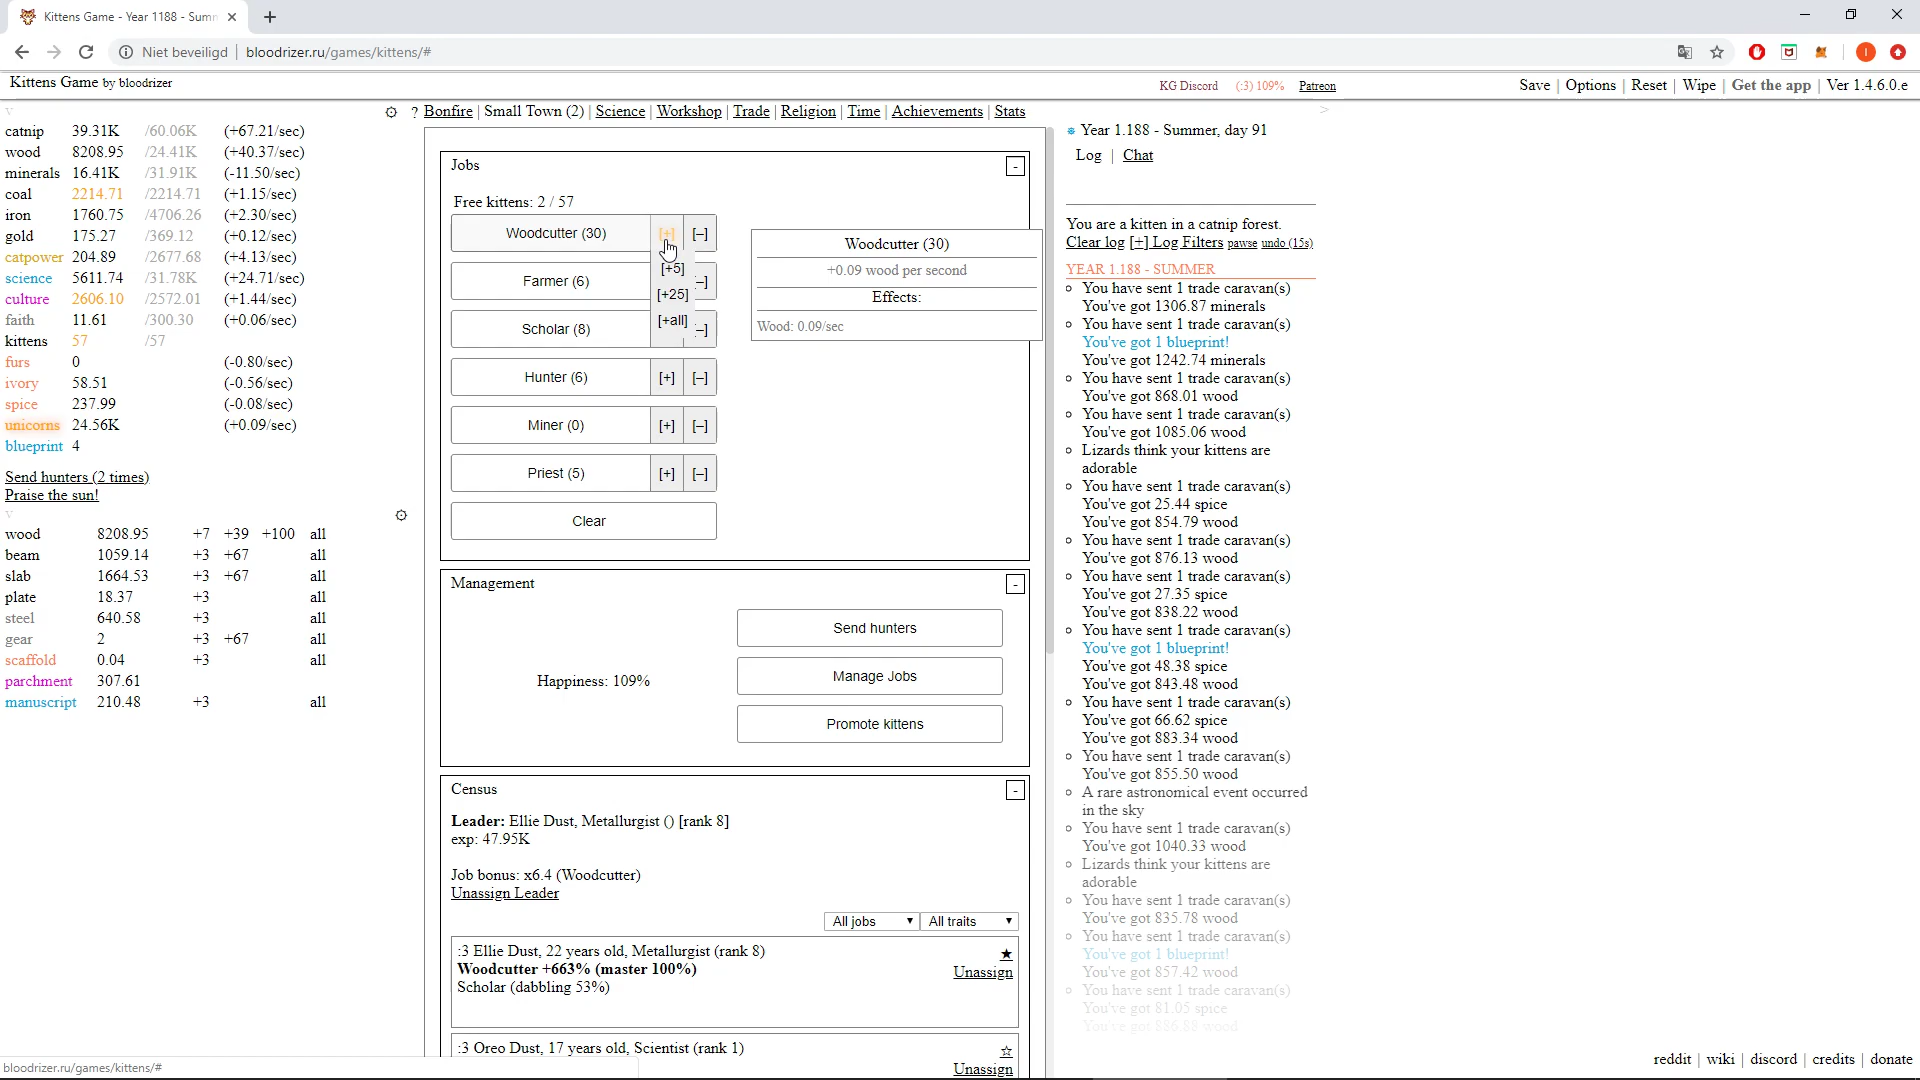 Kittens Game - Year 1188 - Summ
Niet beveiligd | bloodrizer.ru/games/kittens/#
Kittens Game by bloodrizer
KG Discord (:3) 109% Patreon
Save | Options | Reset | Wipe | Get the app | Ver 1.4.6.0.e
? Bonfire | Small Town (2) | Science | Workshop | Trade | Religion | Time | Achievements | Stats
catnip 39.31K /60.06K (+67.21/sec)
wood 8208.95 /24.41K (+40.37/sec)
minerals 16.41K /31.91K (-11.50/sec)
coal 2214.71 /2214.71 (+1.15/sec)
iron 1760.75 /4706.26 (+2.30/sec)
gold 175.27 /369.12 (+0.12/sec)
catpower 204.89 /2677.68 (+4.13/sec)
science 5611.74 /31.78K (+24.71/sec)
culture 2606.10 /2572.01 (+1.44/sec)
faith 11.61 /300.30 (+0.06/sec)
kittens 57 /57
furs 0 (-0.80/sec)
ivory 58.51 (-0.56/sec)
spice 237.99 (-0.08/sec)
unicorns 24.56K (+0.09/sec)
blueprint 4
Send hunters (2 times)
Praise the sun!
wood 8208.95 +7 +39 +100 all
beam 1059.14 +3 +67 all
slab 1664.53 +3 +67 all
plate 18.37 +3 all
steel 640.58 +3 all
gear 2 +3 +67 all
scaffold 0.04 +3 all
parchment 307.61
manuscript 210.48 +3 all
Jobs [-]
Free kittens: 2 / 57
Woodcutter (30) [+] [–]
[+5]
Farmer (6) –]
[+25]
[+all]
Scholar (8) –]
Hunter (6) [+] [–]
Miner (0) [+] [–]
Priest (5) [+] [–]
Clear
Woodcutter (30)
+0.09 wood per second
Effects:
Wood: 0.09/sec
Management [-]
Send hunters
Happiness: 109%
Manage Jobs
Promote kittens
Census [-]
Leader: Ellie Dust, Metallurgist () [rank 8]
exp: 47.95K
Job bonus: x6.4 (Woodcutter)
Unassign Leader
All jobs All traits
:3 Ellie Dust, 22 years old, Metallurgist (rank 8) ★
Woodcutter +663% (master 100%)
Unassign
Scholar (dabbling 53%)
:3 Oreo Dust, 17 years old, Scientist (rank 1) ☆
Unassign
Year 1.188 - Summer, day 91
Log | Chat
You are a kitten in a catnip forest.
Clear log [+] Log Filters pawse undo (15s)
YEAR 1.188 - SUMMER
You have sent 1 trade caravan(s)
You've got 1306.87 minerals
You have sent 1 trade caravan(s)
You've got 1 blueprint!
You've got 1242.74 minerals
You have sent 1 trade caravan(s)
You've got 868.01 wood
You have sent 1 trade caravan(s)
You've got 1085.06 wood
Lizards think your kittens are
adorable
You have sent 1 trade caravan(s)
You've got 25.44 spice
You've got 854.79 wood
You have sent 1 trade caravan(s)
You've got 876.13 wood
You have sent 1 trade caravan(s)
You've got 27.35 spice
You've got 838.22 wood
You have sent 1 trade caravan(s)
You've got 1 blueprint!
You've got 48.38 spice
You've got 843.48 wood
You have sent 1 trade caravan(s)
You've got 66.62 spice
You've got 883.34 wood
You have sent 1 trade caravan(s)
You've got 855.50 wood
A rare astronomical event occurred
in the sky
You have sent 1 trade caravan(s)
You've got 1040.33 wood
Lizards think your kittens are
adorable
You have sent 1 trade caravan(s)
You've got 835.78 wood
You have sent 1 trade caravan(s)
You've got 1 blueprint!
You've got 857.42 wood
You have sent 1 trade caravan(s)
You've got 81.05 spice
You've got 886.88 wood
bloodrizer.ru/games/kittens/#
reddit | wiki | discord | credits | donate